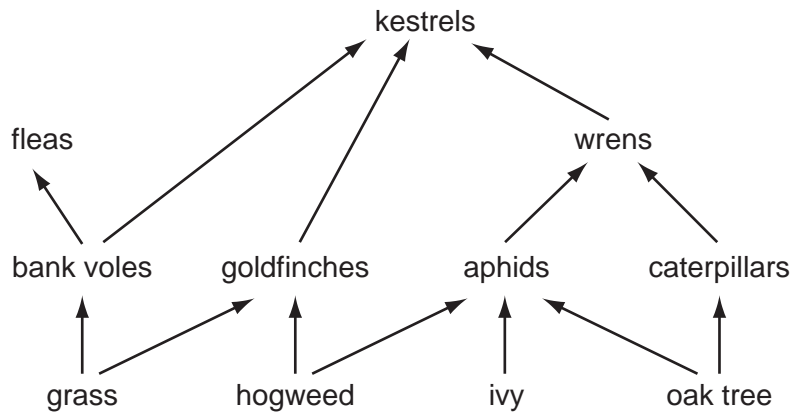 kestrels
fleas
wrens
bank voles
goldfinches
aphids
caterpillars
grass
hogweed
ivy
oak tree